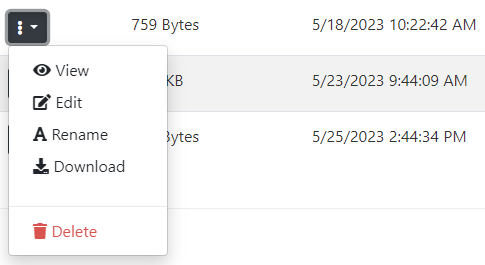 759 Bytes 5/18/2023 10:22:42 AM
View
KB 5/23/2023 9:44:09 AM
Edit
Rename
Bytes 5/25/2023 2:44:34 PM
Download
Delete